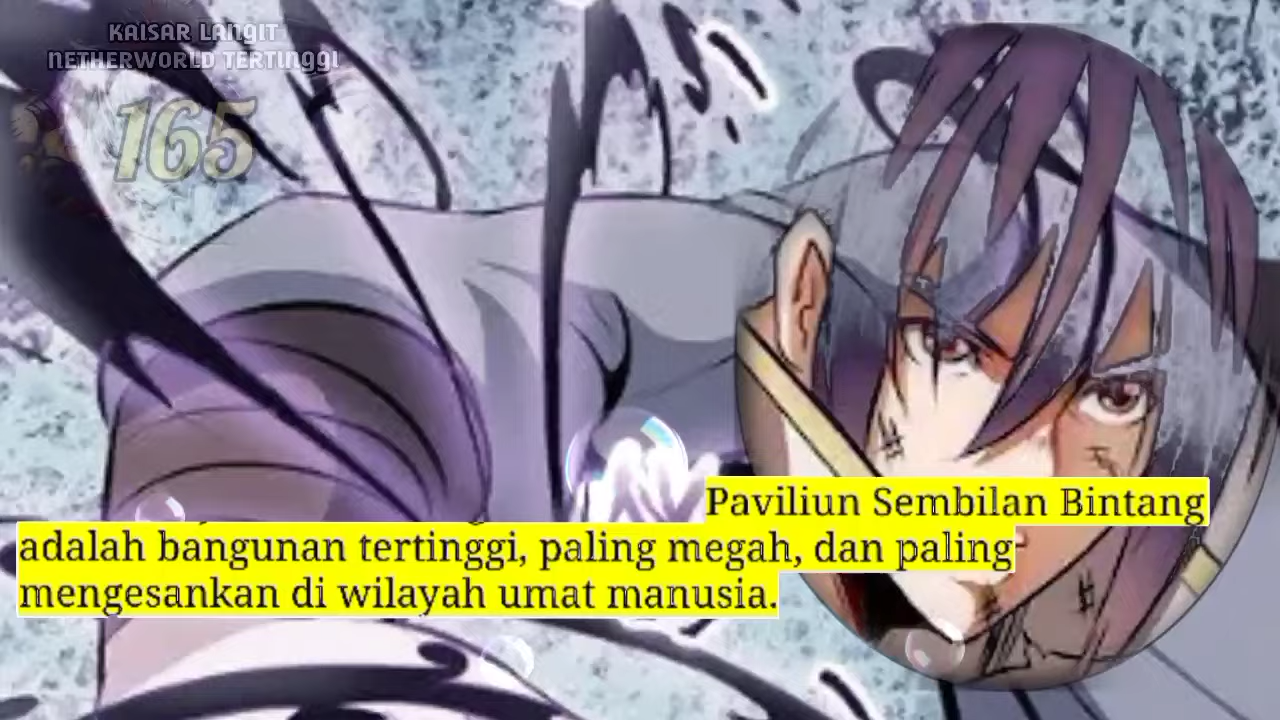 KAISAR LANGIT
NETHERWORLD TERTINGGI
165
Paviliun Sembilan Bintang
adalah bangunan tertinggi, paling megah, dan paling
mengesankan di wilayah umat manusia.